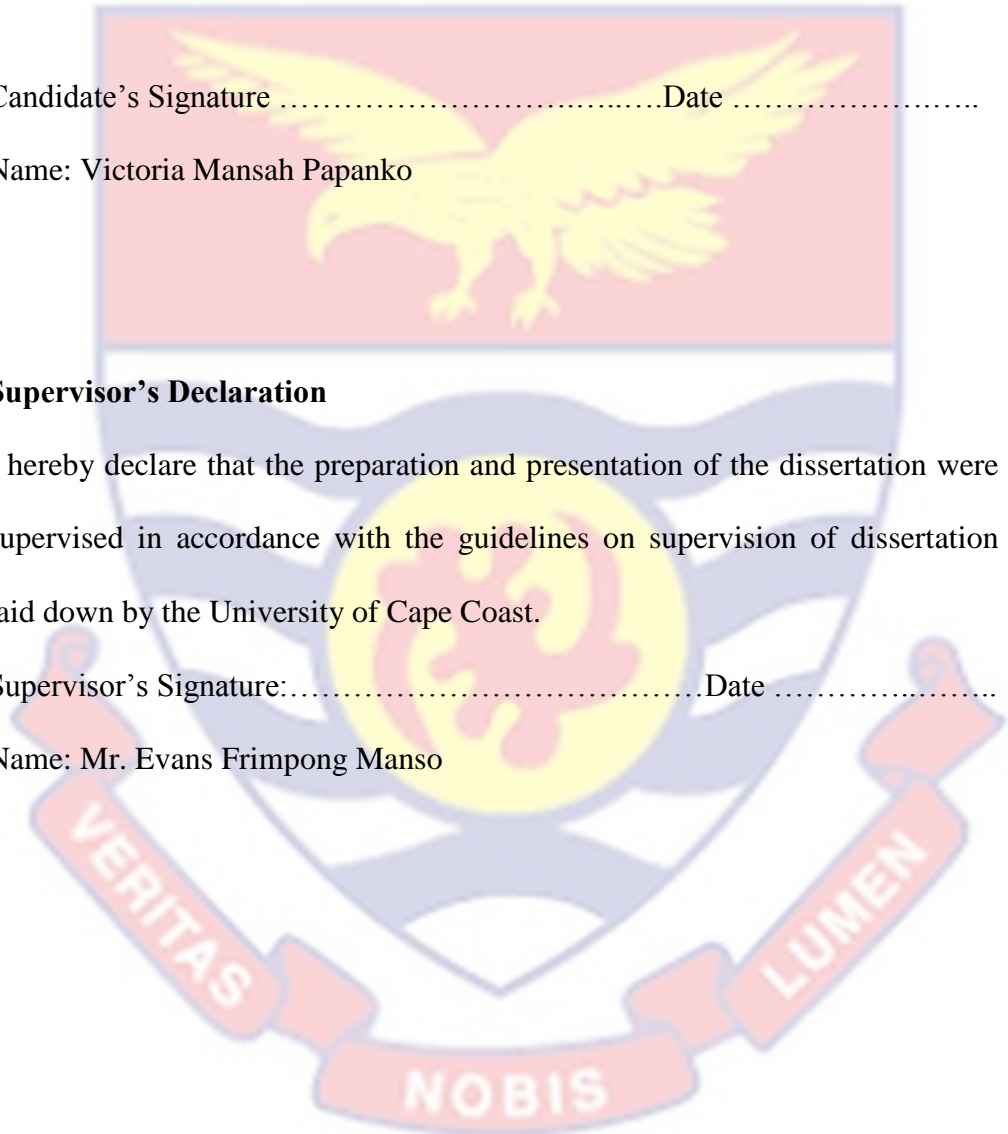 Candidate's Signature ……………………….…..….Date ……………….…..
Name: Victoria Mansah Papanko
Supervisor's Declaration
hereby declare that the preparation and presentation of the dissertation were
supervised in accordance with the guidelines on supervision of dissertation
laid down by the University of Cape Coast.
Supervisor's Signature:…………………………………Date …………..……..
Name: Mr. Evans Frimpong Manso
VERITAS
NOBIS
LUMEN